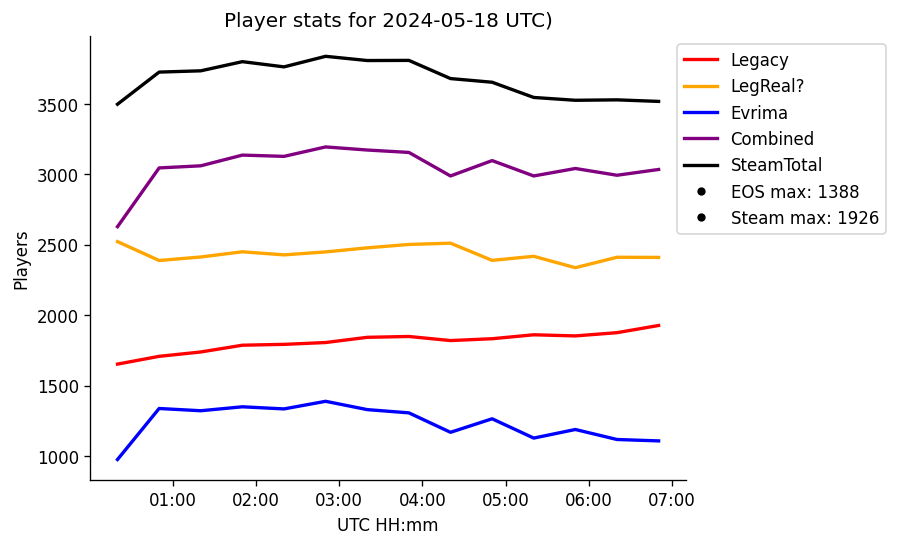 Player stats for 2024-05-18 UTC)
Legacy
LegReal?
Evrima
Combined
SteamTotal
EOS max: 1388
Steam max: 1926
Players
3500
3000
2500
2000
1500
1000
01:00 02:00 03:00 04:00 05:00 06:00 07:00
UTC HH:mm